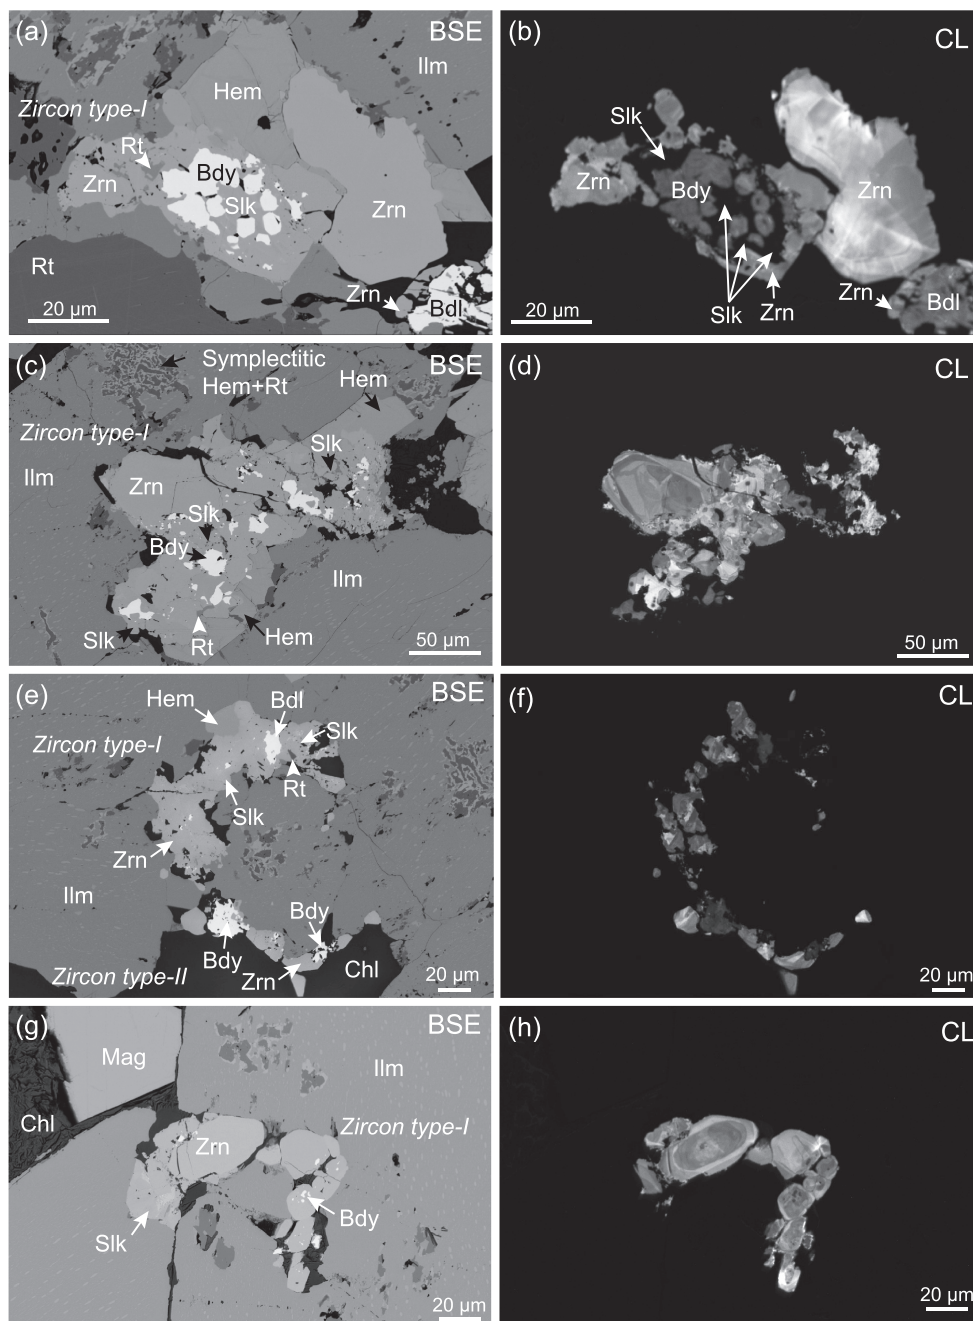 (a)
BSE
Ilm
Hem
Zircon type-I
Rt
Bdy
Zrn
Slk
Zrn
Rt
Zrn
Bdl
20 µm
(b)
CL
Slk
Zrn
Bdy
Zrn
Zrn
Bdl
Slk
Zrn
20 µm
(c)
Symplectitic
Hem+Rt
Hem
BSE
Zircon type-I
Slk
Ilm
Zrn
Slk
Bdy
Ilm
Slk
Rt
Hem
50 µm
(d)
CL
50 µm
(e)
BSE
Hem
Bdl
Slk
Zircon type-I
Rt
Slk
Zrn
Ilm
Bdy
Bdy
Zircon type-II
Zrn
Chl
20 µm
(f)
CL
20 µm
(g)
BSE
Mag
Ilm
Chl
Zircon type-I
Zrn
Bdy
Slk
20 µm
(h)
CL
20 µm